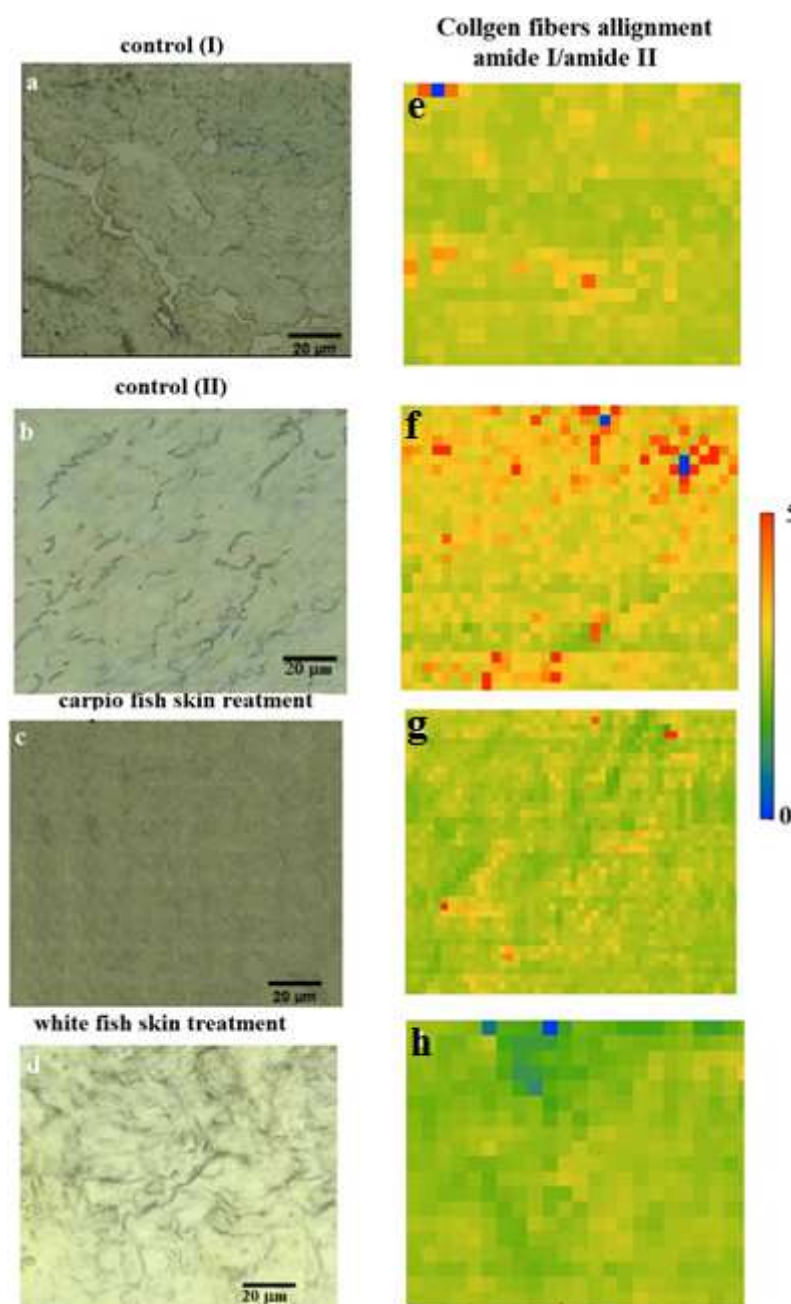 control (I)
Collgen fibers allignment
amide I/amide II
a
e
20 µm
control (II)
b
f
20 µm
5
0
carpio fish skin reatment
c
g
20 µm
white fish skin treatment
d
h
20 µm